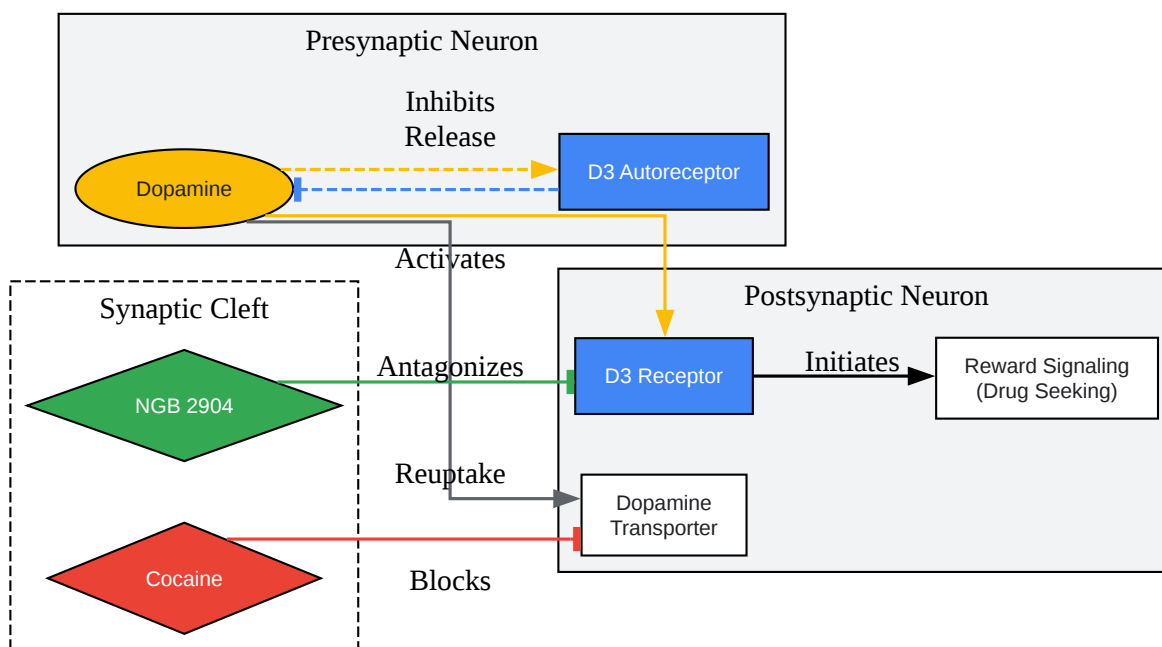 Presynaptic Neuron
Inhibits
Release
Dopamine
D3 Autoreceptor
Activates
Synaptic Cleft
Postsynaptic Neuron
NGB 2904
Antagonizes
D3 Receptor
Initiates
Reward Signaling
(Drug Seeking)
Reuptake
Dopamine
Transporter
Cocaine
Blocks